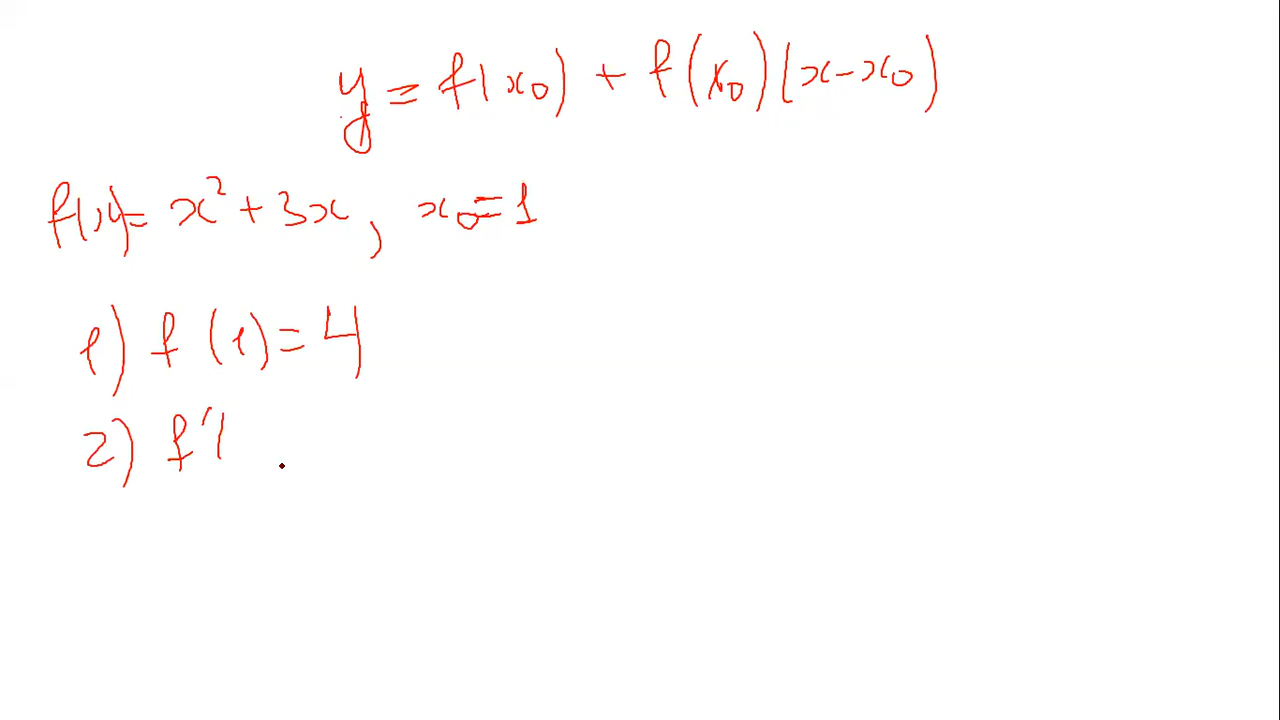 y = f(x₀) + f(x₀)(x-x₀)
f(x)= x² + 3x, x₀=1
1) f(1)= 4
2) f'(